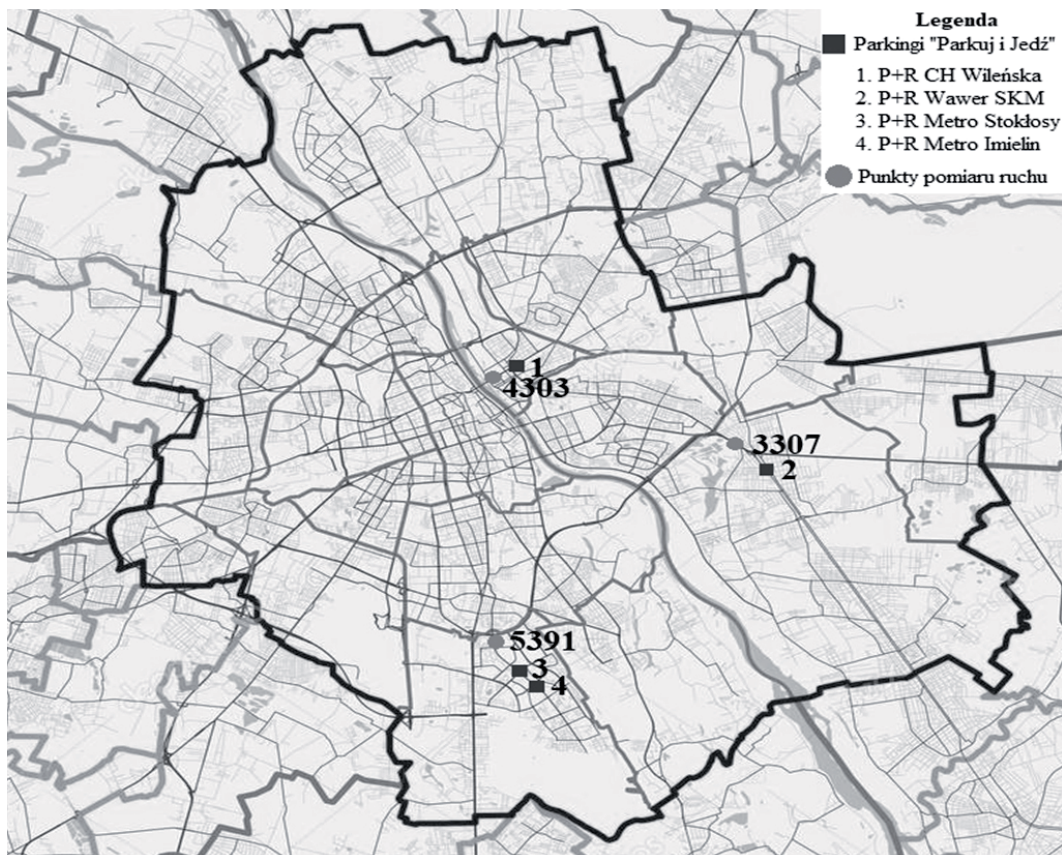 Legenda
Parkingi "Parkuj i Jedź"
1. P+R CH Wileńska
2. P+R Wawer SKM
3. P+R Metro Stokłosy
4. P+R Metro Imielin
Punkty pomiaru ruchu
1
4303
3307
2
5391
3
4